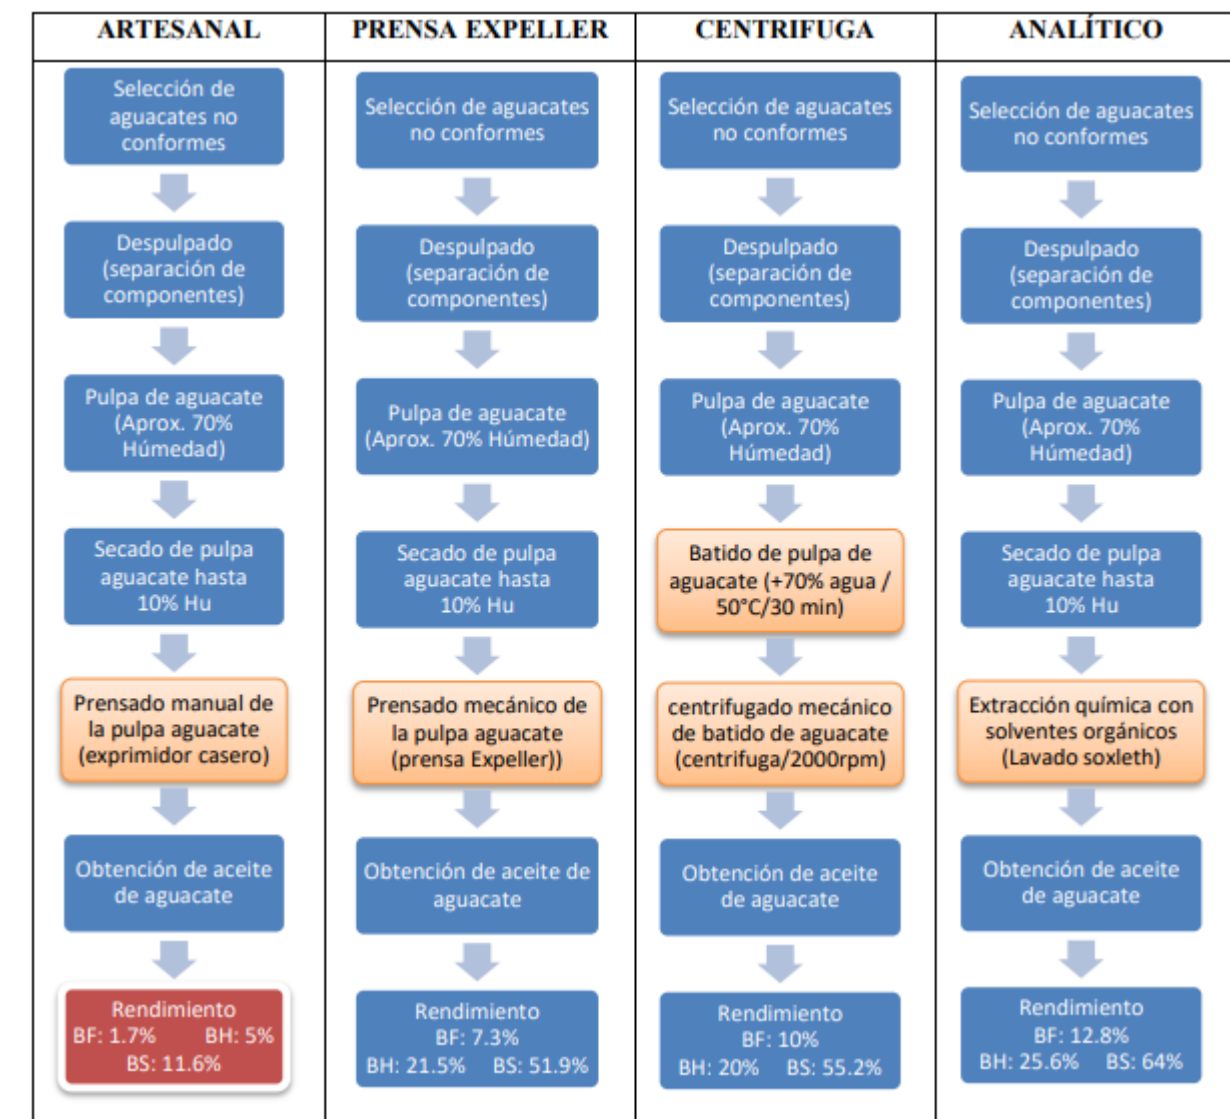 ARTESANAL
Selección de
aguacates no
conformes
Despulpado
(separación de
componentes)
Pulpa de aguacate
(Aprox. 70%
Húmedad)
Secado de pulpa
aguacate hasta
10% Hu
Prensado manual de
la pulpa aguacate
(exprimidor casero)
Obtención de aceite
de aguacate
Rendimiento
BF: 1.7% BH: 5%
BS: 11.6%
PRENSA EXPELLER
Selección de aguacates
no conformes
Despulpado
(separación de
componentes)
Pulpa de aguacate
(Aprox. 70% Húmedad)
Secado de pulpa
aguacate hasta
10% Hu
Prensado mecánico de
la pulpa aguacate
(prensa Expeller))
Obtención de aceite de
aguacate
Rendimiento
BF: 7.3%
BH: 21.5% BS: 51.9%
CENTRIFUGA
Selección de aguacates
no conformes
Despulpado
(separación de
componentes)
Pulpa de aguacate
(Aprox. 70%
Húmedad)
Batido de pulpa de
aguacate (+70% agua /
50°C/30 min)
centrifugado mecánico
de batido de aguacate
(centrifuga/2000rpm)
Obtención de aceite
de aguacate
Rendimiento
BF: 10%
BH: 20% BS: 55.2%
ANALÍTICO
Selección de aguacates
no conformes
Despulpado
(separación de
componentes)
Pulpa de aguacate
(Aprox. 70%
Húmedad)
Secado de pulpa
aguacate hasta
10% Hu
Extracción química con
solventes orgánicos
(Lavado soxleth)
Obtención de aceite
de aguacate
Rendimiento
BF: 12.8%
BH: 25.6% BS: 64%